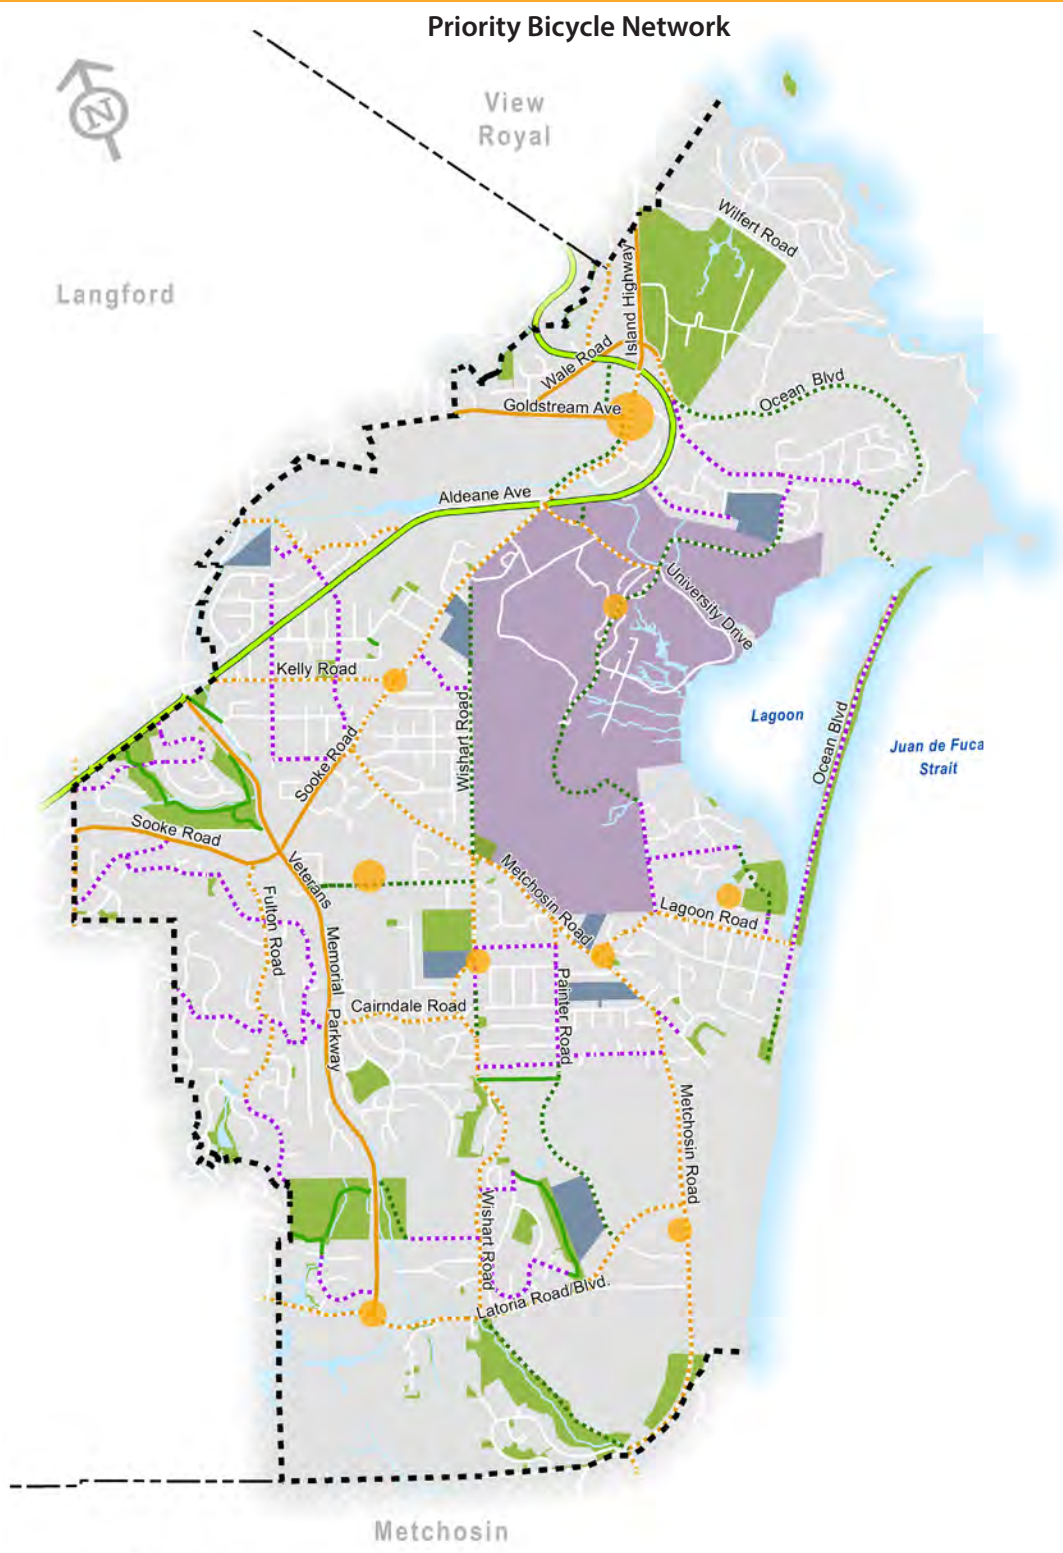 Priority Bicycle Network
N
View
Royal
Wilfert Road
Langford
Island Highway
Wale Road
Ocean Blvd
Goldstream Ave
Aldeane Ave
University Drive
Kelly Road
Wishart Road
Lagoon
Ocean Blvd
Juan de Fuca
Strait
Sooke Road
Sooke Road
Veterans
Memorial Parkway
Metchosin Road
Fulton Road
Lagoon Road
Painter Road
Cairndale Road
Metchosin Road
Wishart Road
Latoria Road/Blvd.
Metchosin